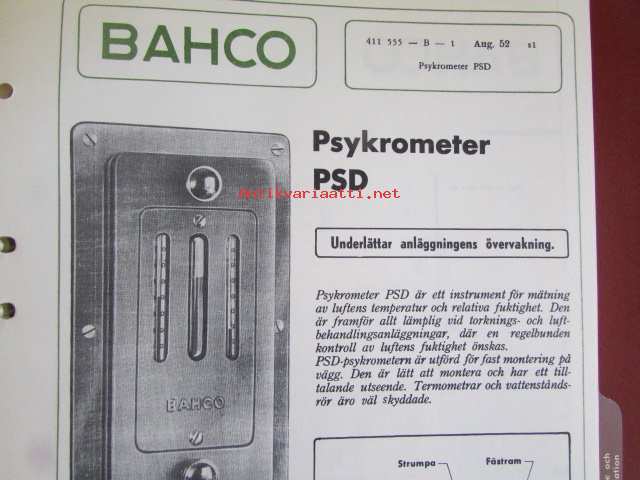 BAHCO
411 555 — B — 1 Aug. 52 s1
Psykrometer PSD
Psykrometer
PSD
antikvariaatti.net
Underlättar anläggningens övervakning.
Psykrometer PSD är ett instrument för mätning
av luftens temperatur och relativa fuktighet. Den
är framför allt lämplig vid torknings- och luft-
behandlingsanläggningar, där en regelbunden
kontroll av luftens fuktighet önskas.
PSD-psykrometern är utförd för fast montering på
vägg. Den är lätt att montera och har ett till-
talande utseende. Termometrar och vattenstånds-
rör äro väl skyddade.
BAHCO
Strumpa
Fästram